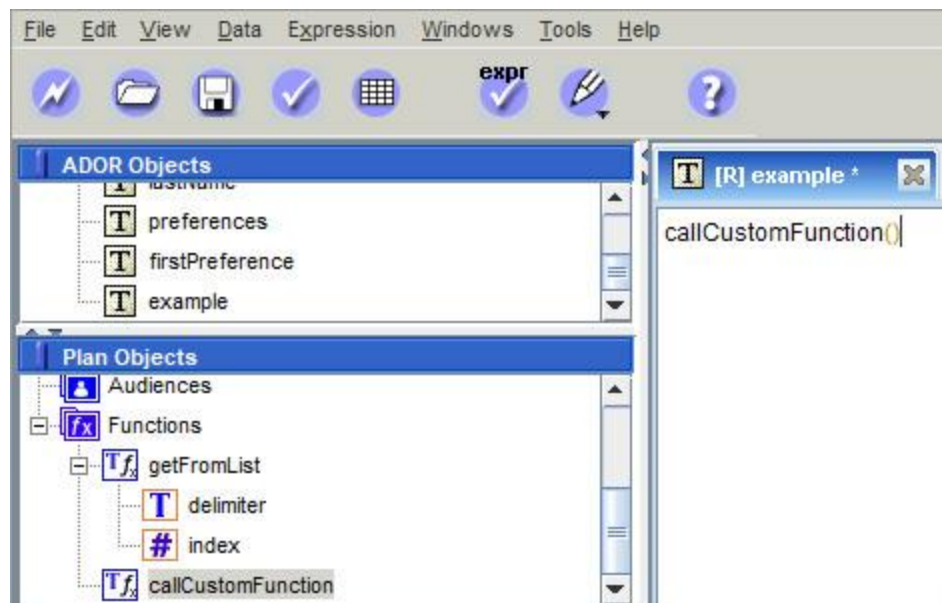 File Edit View Data Expression Windows Tools Help
expr
ADOR Objects
lastName
preferences
firstPreference
example
Plan Objects
Audiences
Functions
getFromList
delimiter
index
callCustomFunction
[R] example *
callCustomFunction()